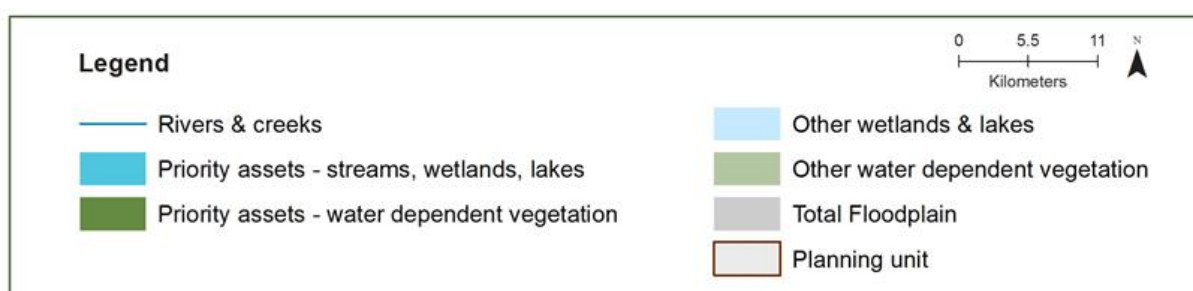 Legend
0 5.5 11 N
Kilometers
Rivers & creeks
Priority assets - streams, wetlands, lakes
Priority assets - water dependent vegetation
Other wetlands & lakes
Other water dependent vegetation
Total Floodplain
Planning unit